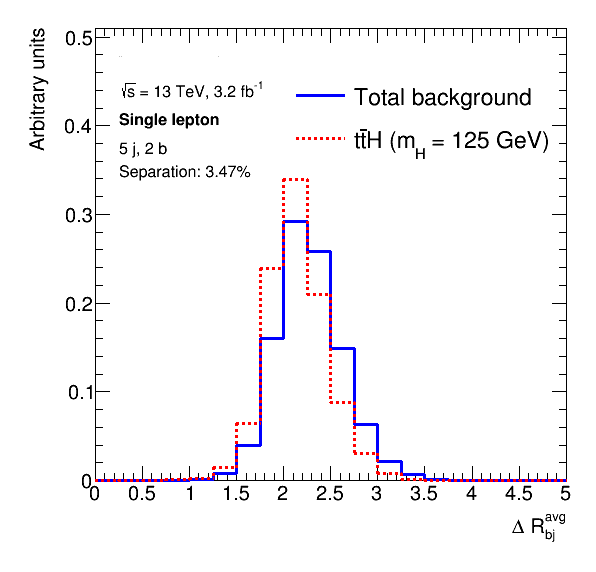 Arbitrary units
0.5
0.4
0.3
0.2
0.1
0
√s = 13 TeV, 3.2 fb⁻¹
Single lepton
5 j, 2 b
Separation: 3.47%
Total background
tt̄H (m_H = 125 GeV)
0 0.5 1 1.5 2 2.5 3 3.5 4 4.5 5
Δ R_bj^avg